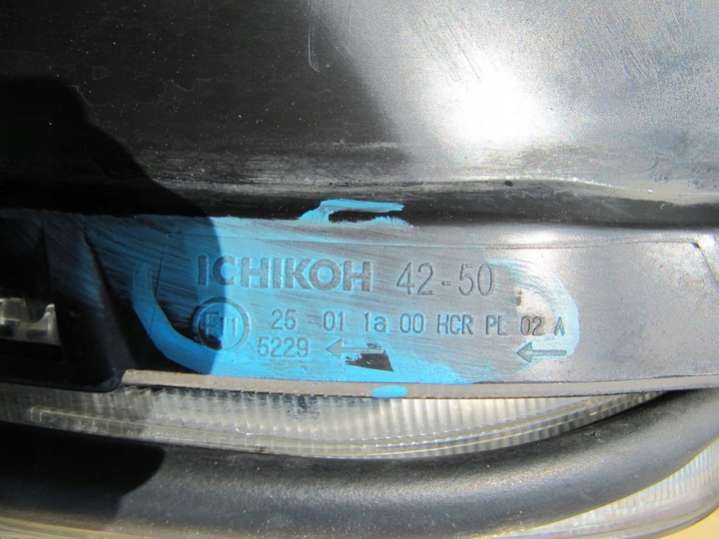 ICHIKOH 42-50
E11 25 01 1a 00 HCR PL 02 A
5229